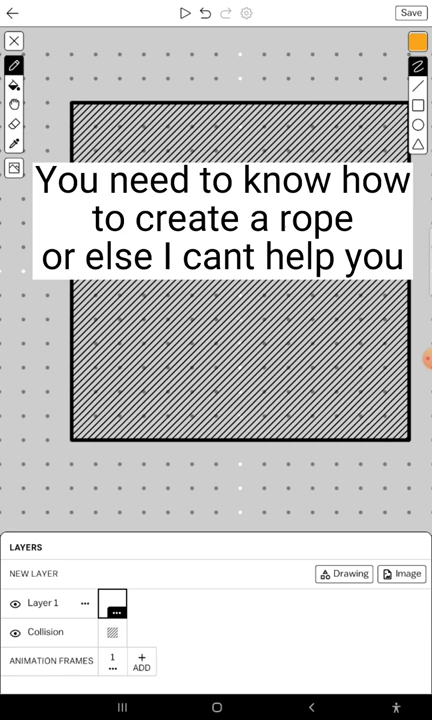 Save
You need to know how
to create a rope
or else I cant help you
LAYERS
NEW LAYER
Drawing
Image
Layer 1
Collision
ANIMATION FRAMES
1
+
ADD